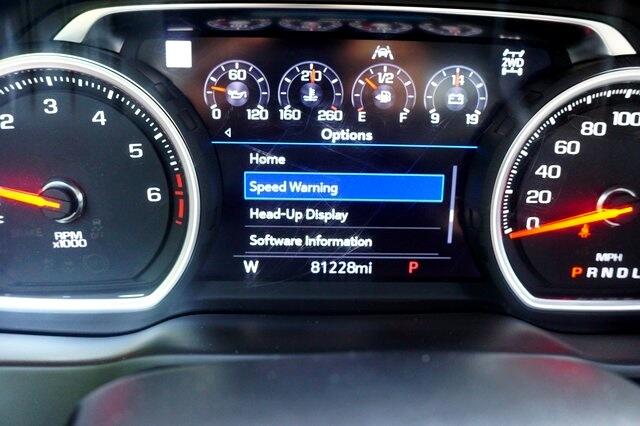 60
0 120
210
160 260
1/2
E F
14
9 19
2WD
Options
Home
Speed Warning
Head-Up Display
Software Information
W 81228mi P
2 3 4 5 6
RPM
x1000
0 20 40 60 80 100
MPH
PRNDL